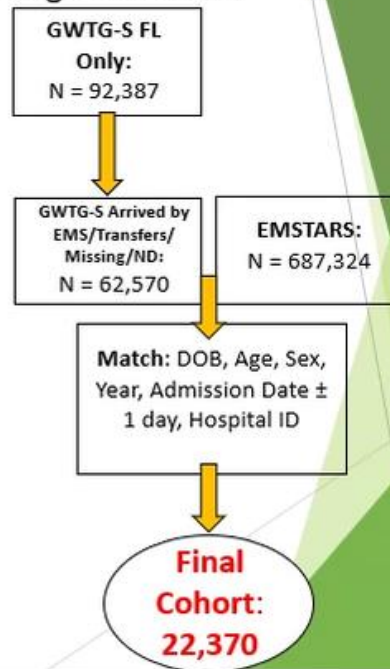 GWTG-S FL
Only:
N = 92,387
GWTG-S Arrived by
EMS/Transfers/
Missing/ND:
N = 62,570
EMSTARS:
N = 687,324
Match: DOB, Age, Sex,
Year, Admission Date ±
1 day, Hospital ID
Final
Cohort:
22,370